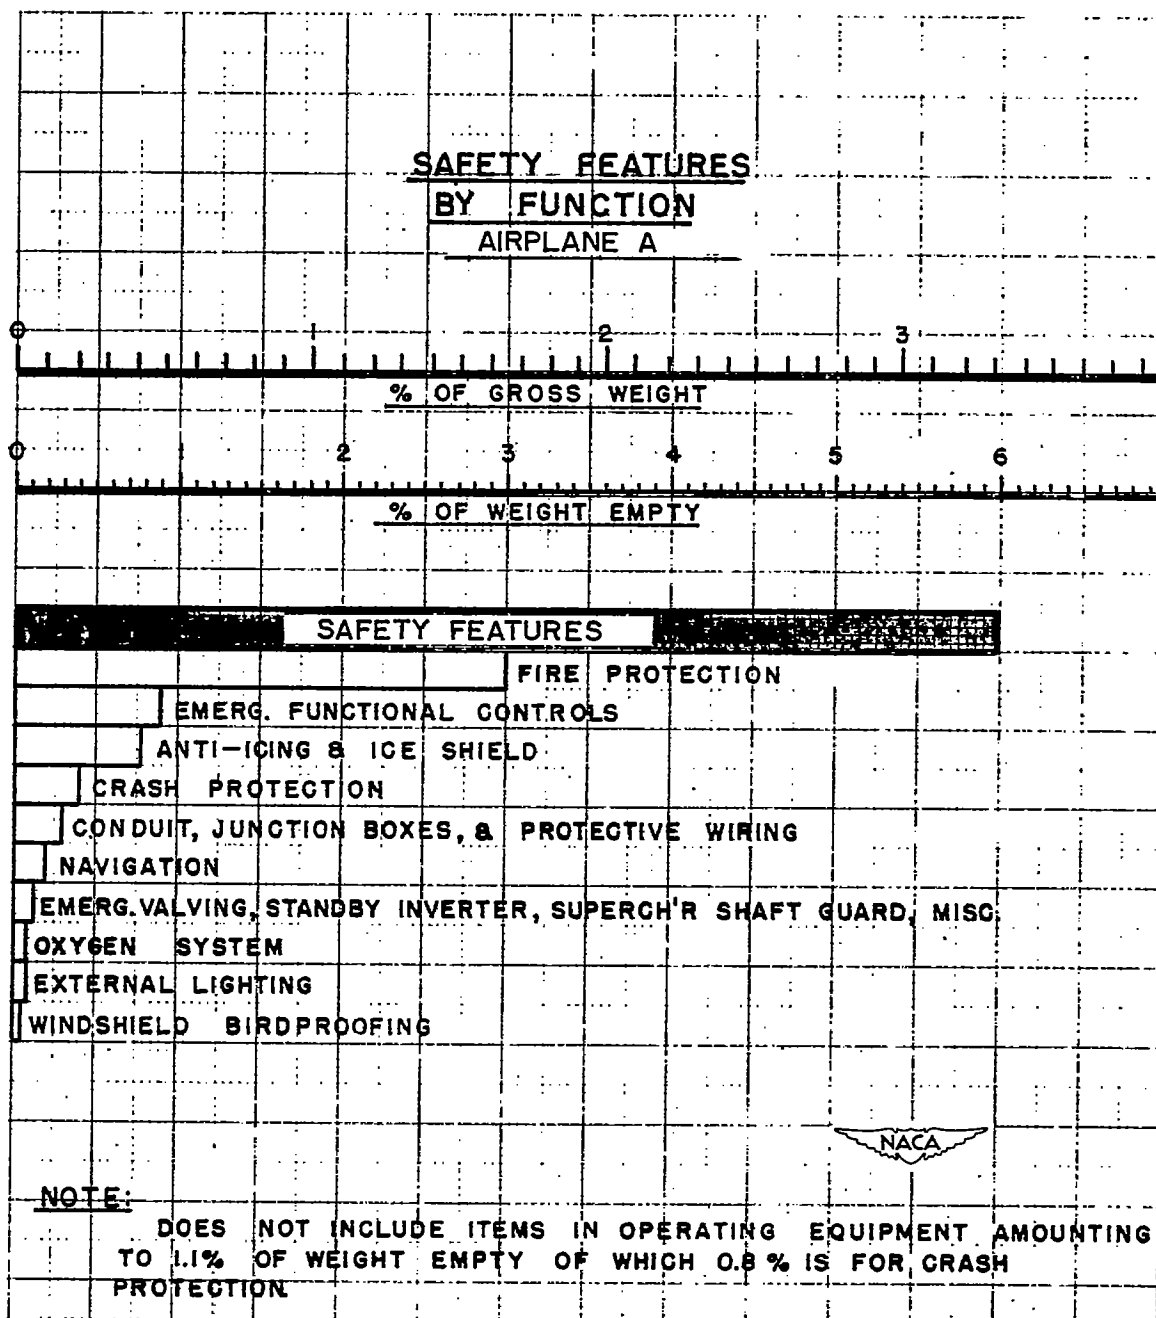 SAFETY FEATURES
BY FUNCTION
AIRPLANE A
0 1 2 3
% OF GROSS WEIGHT
0 1 2 3 4 5 6
% OF WEIGHT EMPTY
SAFETY FEATURES
FIRE PROTECTION
EMERG. FUNCTIONAL CONTROLS
ANTI-ICING & ICE SHIELD
CRASH PROTECTION
CONDUIT, JUNCTION BOXES, & PROTECTIVE WIRING
NAVIGATION
EMERG. VALVING, STANDBY INVERTER, SUPERCH'R SHAFT GUARD, MISC.
OXYGEN SYSTEM
EXTERNAL LIGHTING
WINDSHIELD BIRDPROOFING
NACA
NOTE:
DOES NOT INCLUDE ITEMS IN OPERATING EQUIPMENT AMOUNTING
TO 1.1% OF WEIGHT EMPTY OF WHICH 0.8% IS FOR CRASH
PROTECTION.